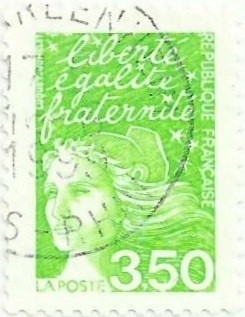 liberté
égalité
fraternité
RÉPUBLIQUE FRANÇAISE
LA POSTE
3,50